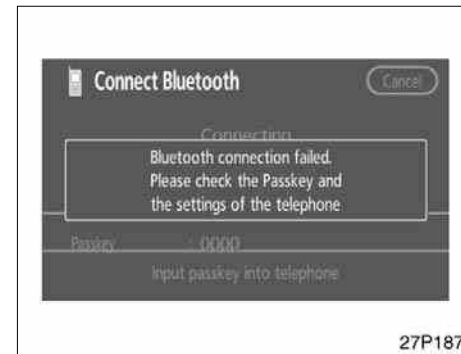 Connect Bluetooth
Cancel
Connecting
Bluetooth connection failed.
Please check the Passkey and
the settings of the telephone
Passkey : 0000
Input passkey into telephone
27P187